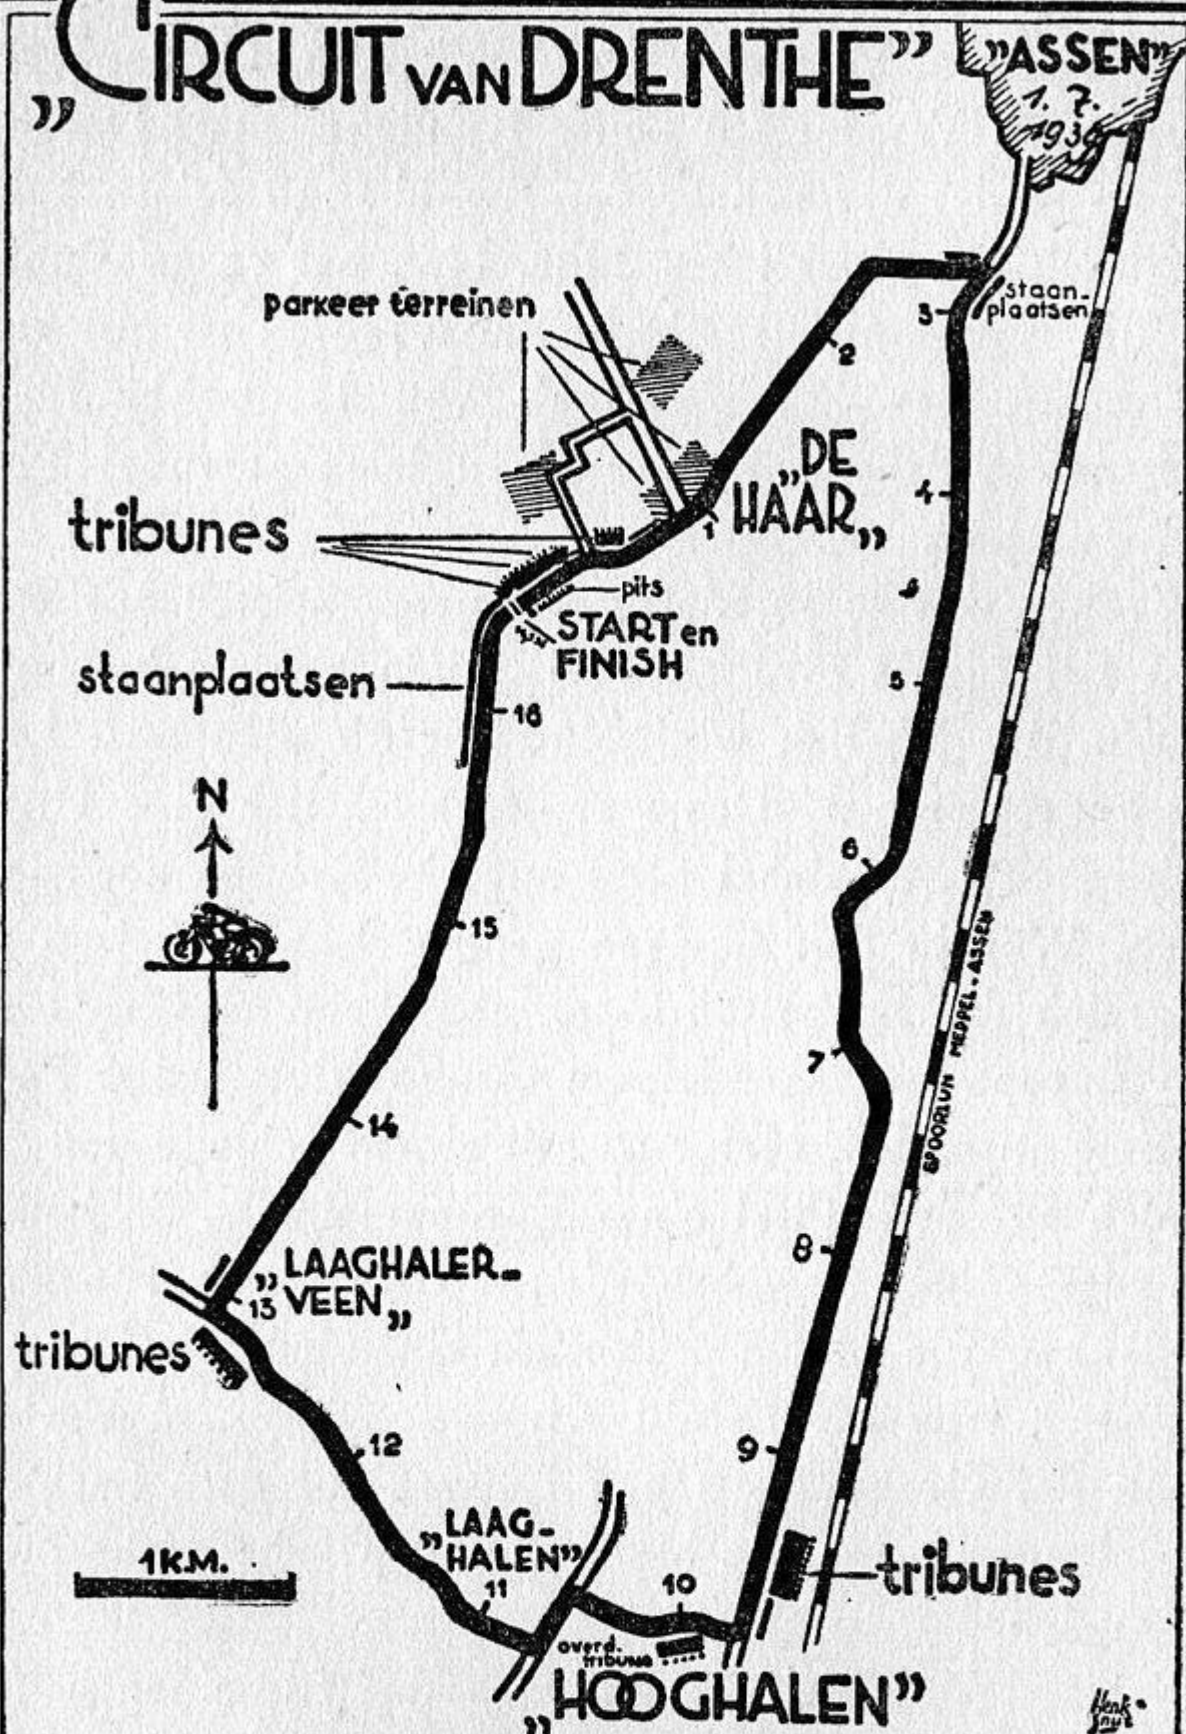 „CIRCUIT VAN DRENTHE”
„ASSEN”
1. 7.
parkeer terreinen
staan-
plaatsen
3
2
„DE
HAAR„
4
1
tribunes
pits
START en
FINISH
staanplaatsen
5
16
N
6
15
SPOORLIJN MEPPEL-ASSEN
7
14
8
„LAAGHALER-
VEEN„
13
tribunes
12
9
„LAAG-
HALEN”
1 K.M.
11
10
tribunes
overd.
tribune
„HOOGHALEN”
Henk